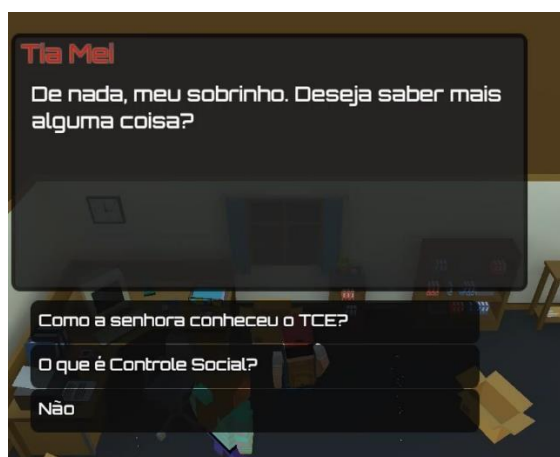 Tia Mei
De nada, meu sobrinho. Deseja saber mais
alguma coisa?
Como a senhora conheceu o TCE?
O que é Controle Social?
Não